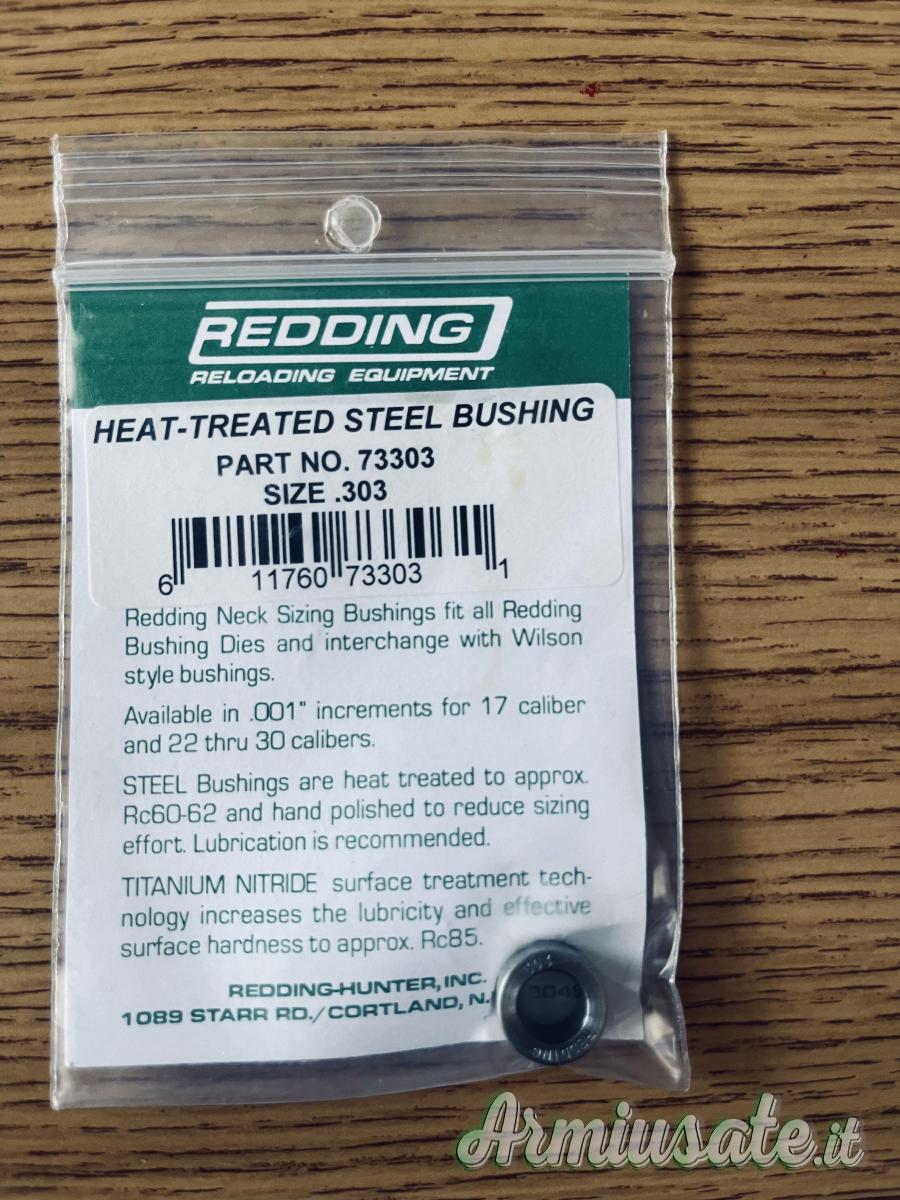 REDDING
RELOADING EQUIPMENT
HEAT-TREATED STEEL BUSHING
PART NO. 73303
SIZE .303
6 11760 73303 1
Redding Neck Sizing Bushings fit all Redding
Bushing Dies and interchange with Wilson
style bushings.
Available in .001" increments for 17 caliber
and 22 thru 30 calibers.
STEEL Bushings are heat treated to approx.
Rc60-62 and hand polished to reduce sizing
effort. Lubrication is recommended.
TITANIUM NITRIDE surface treatment tech-
nology increases the lubricity and effective
surface hardness to approx. Rc85.
REDDING-HUNTER, INC.
1089 STARR RD./CORTLAND, N.
REDDING
Armiusate.it